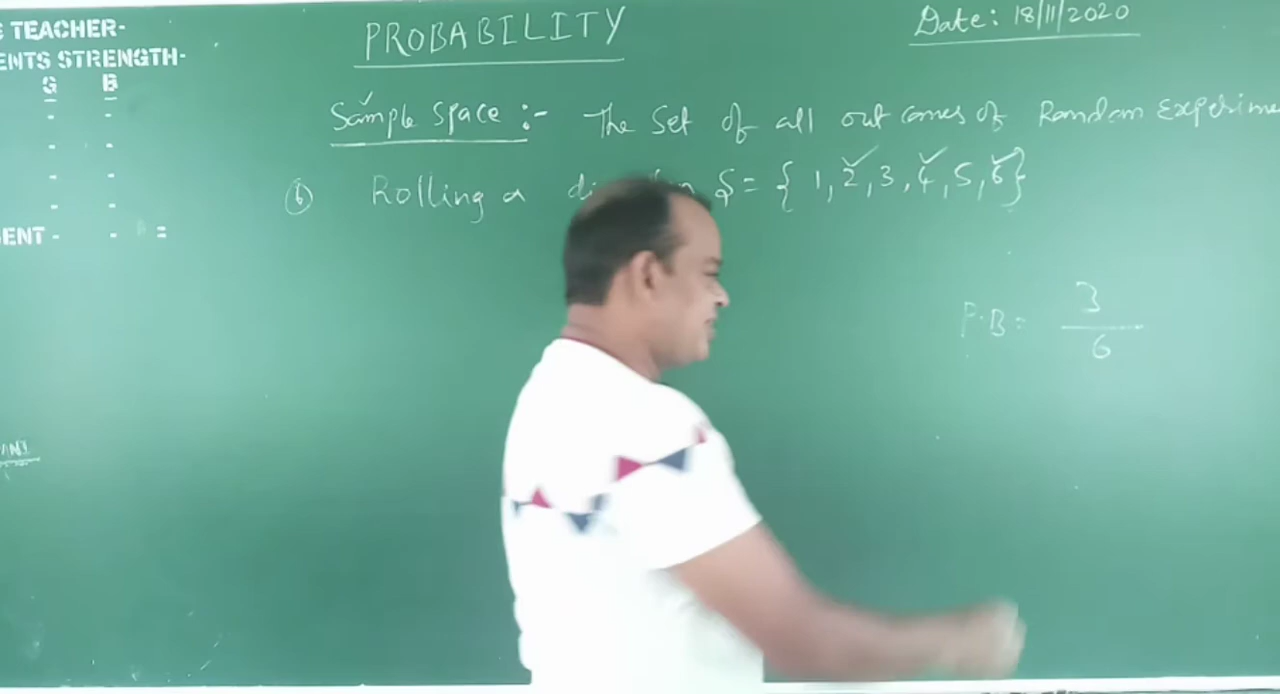 TEACHER-
ENTS STRENGTH-
G B
ENT - - =
PROBABILITY
Date: 18/11/2020
Sample Space :- The Set of all out comes of Random Experime
Rolling a S = { 1, 2, 3, 4, 5, 6 }
P.B = 3
6